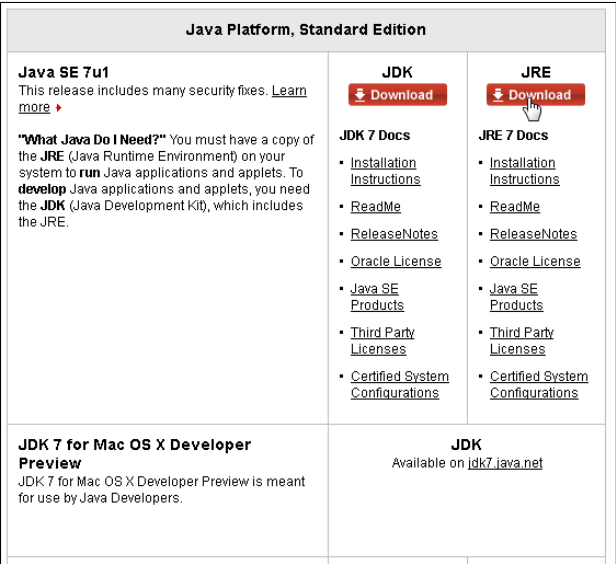 Java Platform, Standard Edition
Java SE 7u1
This release includes many security fixes. Learn
more
"What Java Do I Need?" You must have a copy of
the JRE (Java Runtime Environment) on your
system to run Java applications and applets. To
develop Java applications and applets, you need
the JDK (Java Development Kit), which includes
the JRE.
JDK
Download
JDK 7 Docs
Installation
Instructions
ReadMe
ReleaseNotes
Oracle License
Java SE
Products
Third Party
Licenses
Certified System
Configurations
JRE
Download
JRE 7 Docs
Installation
Instructions
ReadMe
ReleaseNotes
Oracle License
Java SE
Products
Third Party
Licenses
Certified System
Configurations
JDK 7 for Mac OS X Developer
Preview
JDK 7 for Mac OS X Developer Preview is meant
for use by Java Developers.
JDK
Available on jdk7.java.net